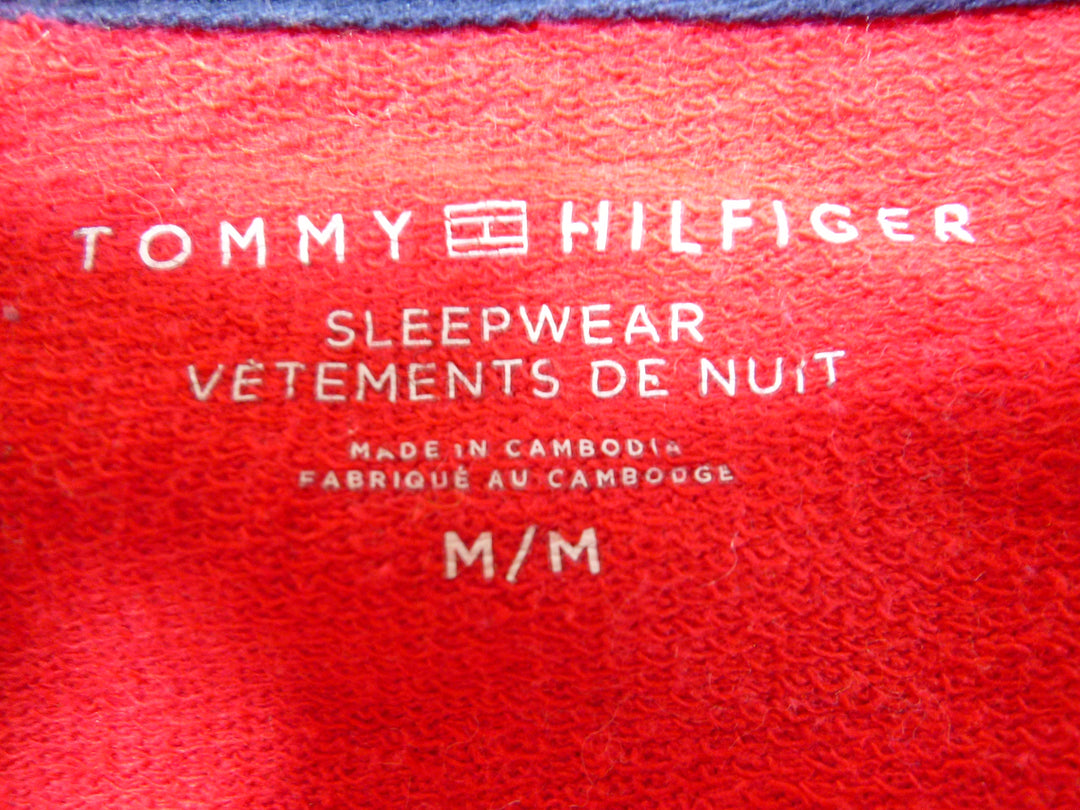 TOMMY HILFIGER
SLEEPWEAR
VÊTEMENTS DE NUIT
MADE IN CAMBODIA
FABRIQUÉ AU CAMBODGE
M/M